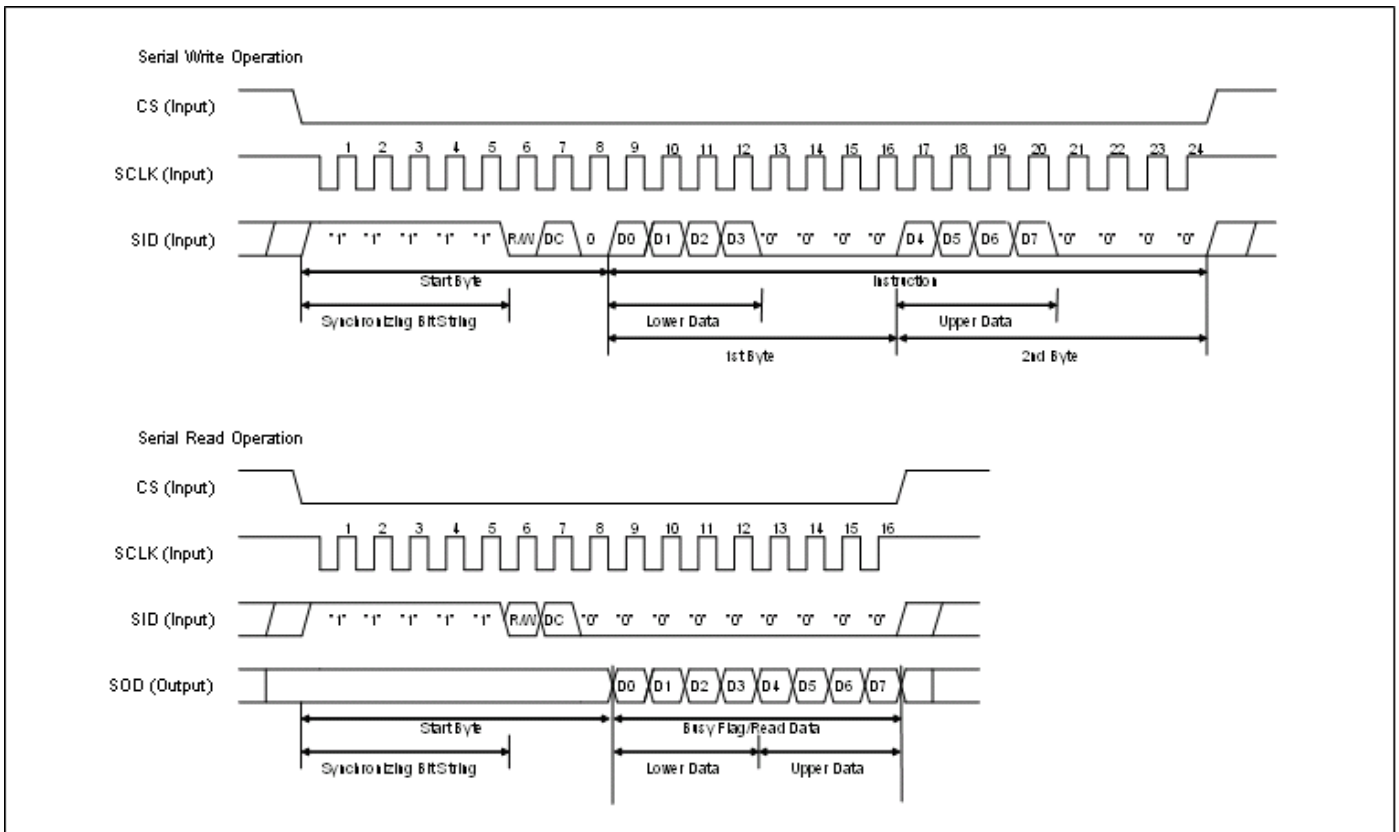 Serial Write Operation
CS (Input)
1 2 3 4 5 6 7 8 9 10 11 12 13 14 15 16 17 18 19 20 21 22 23 24
SCLK (Input)
SID (Input) "1" "1" "1" "1" "1" R/W DC 0 D0 D1 D2 D3 "0" "0" "0" "0" D4 D5 D6 D7 "0" "0" "0" "0"
Start Byte Instruction
Synchronizing Bit String Lower Data Upper Data
1st Byte 2nd Byte
Serial Read Operation
CS (Input)
1 2 3 4 5 6 7 8 9 10 11 12 13 14 15 16
SCLK (Input)
SID (Input) "1" "1" "1" "1" "1" R/W DC "0" "0" "0" "0" "0" "0" "0" "0" "0"
SOD (Output) D0 D1 D2 D3 D4 D5 D6 D7
Start Byte Busy Flag/Read Data
Synchronizing Bit String Lower Data Upper Data